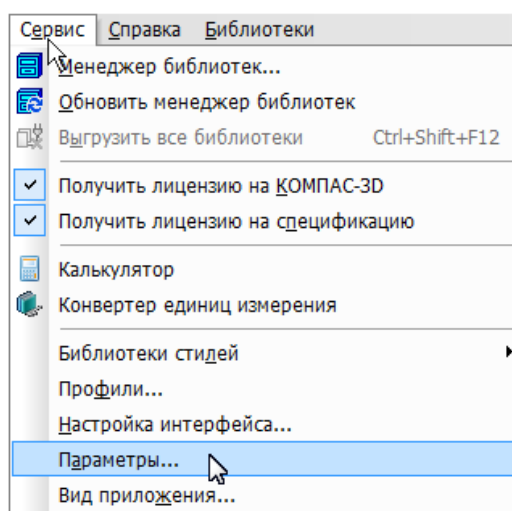 Сервис Справка Библиотеки
Менеджер библиотек...
Обновить менеджер библиотек
Выгрузить все библиотеки Ctrl+Shift+F12
Получить лицензию на КОМПАС-3D
Получить лицензию на спецификацию
Калькулятор
Конвертер единиц измерения
Библиотеки стилей
Профили...
Настройка интерфейса...
Параметры...
Вид приложения...